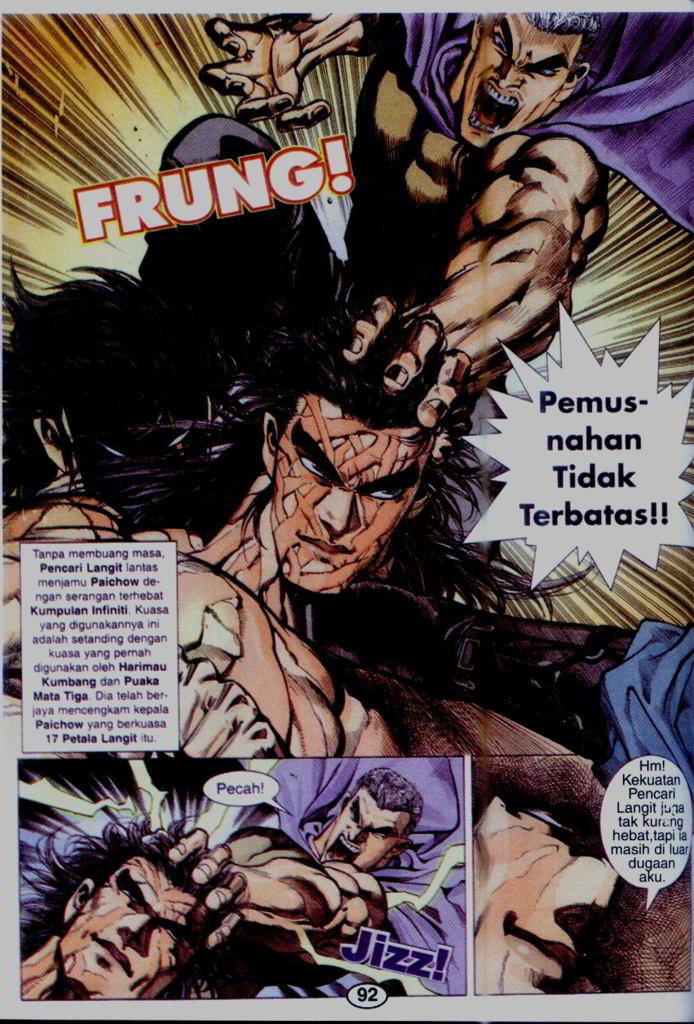 FRUNG!
Pemus-
nahan
Tidak
Terbatas!!
Tanpa membuang masa,
Pencari Langit lantas
menjamu Paichow de-
ngan serangan terhebat
Kumpulan Infiniti. Kuasa
yang digunakannya ini
adalah setanding dengan
kuasa yang pernah
digunakan oleh Harimau
Kumbang dan Puaka
Mata Tiga. Dia telah ber-
jaya mencengkam kepala
Paichow yang berkuasa
17 Petala Langit itu.
Pecah!
Jizz!
Hm!
Kekuatan
Pencari
Langit juga
tak kurang
hebat,tapi ia
masih di luar
dugaan
aku.
92